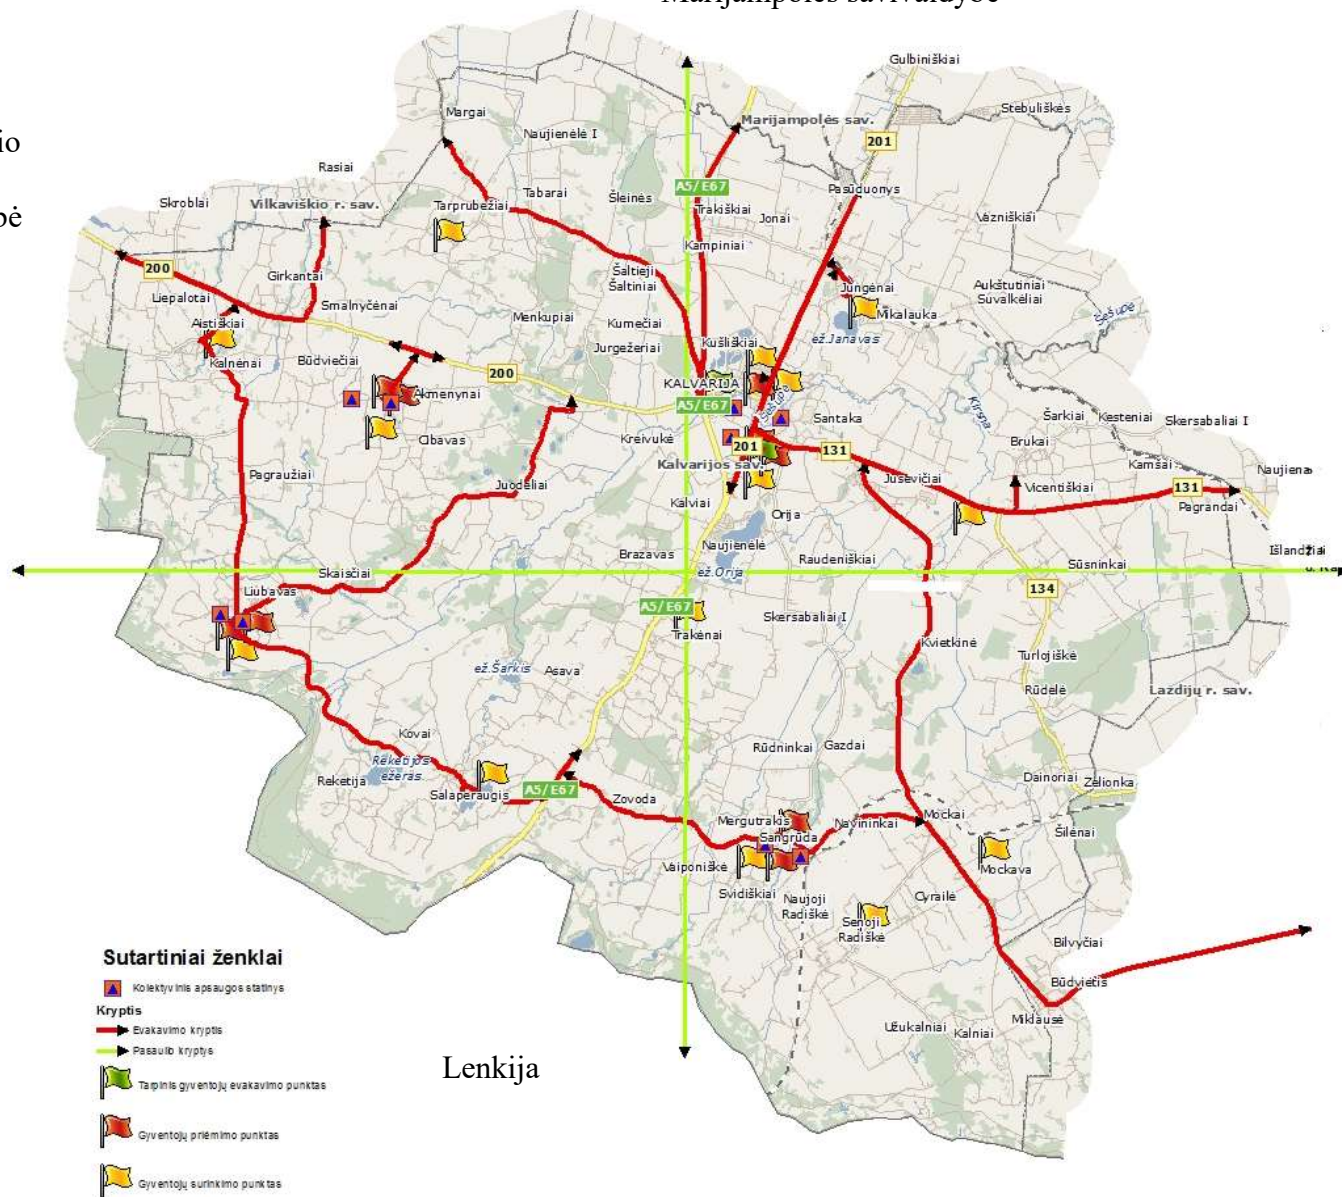 Marijampolės savivaldybė
Gulbiniškiai
Stebuliškės
Margai
Naujienėlė I
Marijampolės sav.
201
io
Rasiai
A5/E67
Pasūduonys
Skroblai
Vilkaviškio r. sav.
Tabarai
Šleinės
Trakiškiai
Jonai
Vazniškiai
bė
Tarprubežiai
Kampiniai
200
Girkantai
Šaltieji
Šaltiniai
Jungėnai
Aukštutiniai
Suvalkėliai
Liepalotai
Smalnyčėnai
Menkupiai
Kumečiai
Mikalauka
Šešupė
Aistiškiai
Jurgežeriai
Kušliškiai
ež.Janavas
Kalnėnai
Būdviečiai
200
KALVARIJA
Akmenynai
A5/E67
Šešupė
Santaka
Kirsna
Šarkiai
Kesteniai
Skersabaliai I
Cibavas
Kreivukė
201
131
Brukai
Kalvarijos sav.
Kamšai
Naujiena
Pagraužiai
Juodeliai
Jusevičiai
Vicentiškiai
131
Kalviai
Orija
Pagrandai
Brazavas
Naujienėlė
Raudeniškiai
Išlandžiai
Skaisčiai
ež.Orija
Sūsninkai
Liubavas
134
A5/E67
Trakėnai
Skersabaliai I
Kvietkinė
ež.Šarkis
Asava
Turlojiškė
Rūdelė
Lazdijų r. sav.
Kovai
Rūdninkai
Gazdai
Reketija
Reketijos
ežeras
Dainoriai
Zelionka
Salaperaugis
A5/E67
Zovoda
Mergutrakis
Navininkai
Mockai
Sangrūda
Šilėnai
Vaiponiškė
Mockava
Svidiškiai
Naujoji
Radiškė
Cyrailė
Senoji
Radiškė
Bilvyčiai
Būdvietis
Miklausė
Užukalniai
Kalniai
Lenkija
Sutartiniai ženklai
Kolektyvinis apsaugos statinys
Kryptis
Evakavimo kryptis
Pasaulio kryptys
Tarpinis gyventojų evakavimo punktas
Gyventojų priėmimo punktas
Gyventojų surinkimo punktas